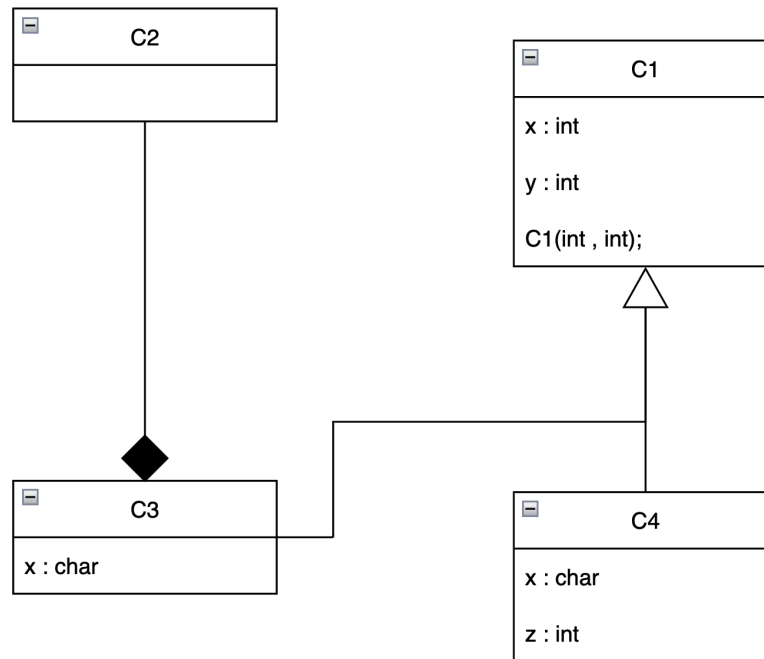 C2
C1
x : int
y : int
C1(int , int);
C3
x : char
C4
x : char
z : int